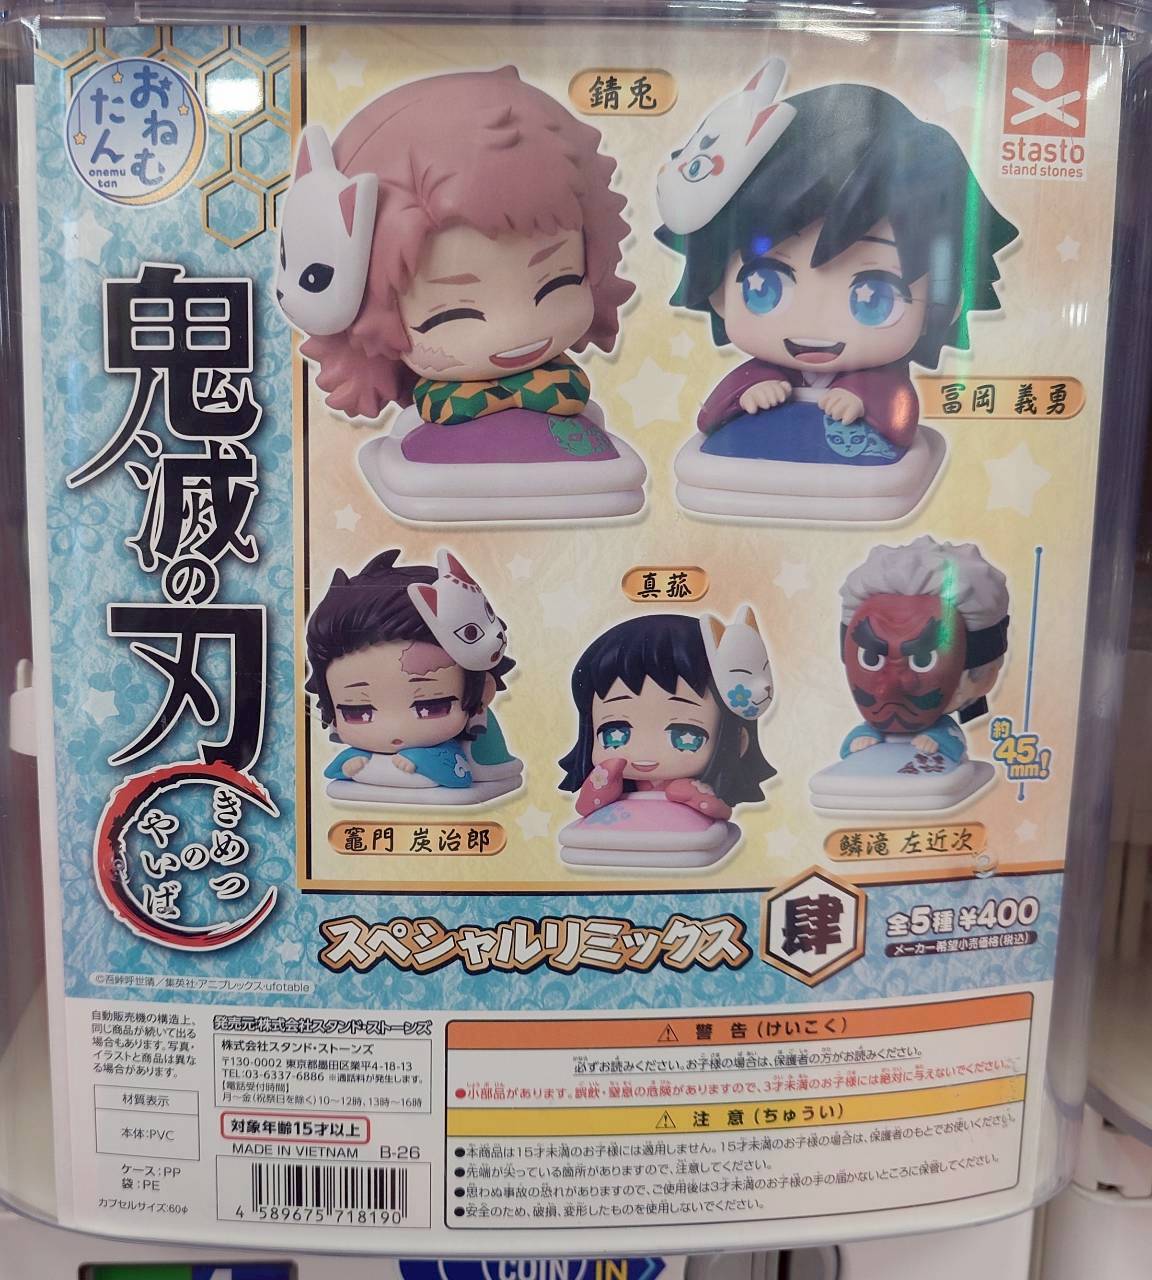 おねむ
たん
onemu
tan
錆兎
stasto
stand stones
冨岡 義勇
鬼滅の刃
きめつ
の
やいば
真菰
約
45
mm!
竈門 炭治郎
鱗滝 左近次
スペシャルリミックス
肆
全5種 ¥400
メーカー希望小売価格(税込)
©吾峠呼世晴/集英社・アニプレックス・ufotable
自動販売機の構造上、
同じ商品が続いて出る
場合もあります。写真・
イラストと商品は異な
る場合があります。
材質表示
本体:PVC
ケース:PP
袋:PE
カプセルサイズ:60φ
発売元:株式会社スタンド・ストーンズ
株式会社スタンド・ストーンズ
〒130-0002 東京都墨田区業平4-18-13
TEL:03-6337-6886 ※通話料が発生します。
【電話受付時間】
月〜金(祝祭日を除く)10〜12時、13時〜16時
対象年齢15才以上
MADE IN VIETNAM B-26
4 589675 718190
警告(けいこく)
必ずお読みください。お子様の場合は、保護者の方がお読みください。
●小部品があります。誤飲・窒息の危険がありますので、3才未満のお子様には絶対に与えないでください。
注意(ちゅうい)
●本商品は15才未満のお子様には適用しません。15才未満のお子様の場合は、保護者のもとでお使いください。
●先端が尖っている箇所がありますので、注意してください。
●思わぬ事故の恐れがありますので、ご使用後は3才未満のお子様の手の届かないところに保管してください。
●安全のため、破損、変形したものを使用しないでください。
COIN IN